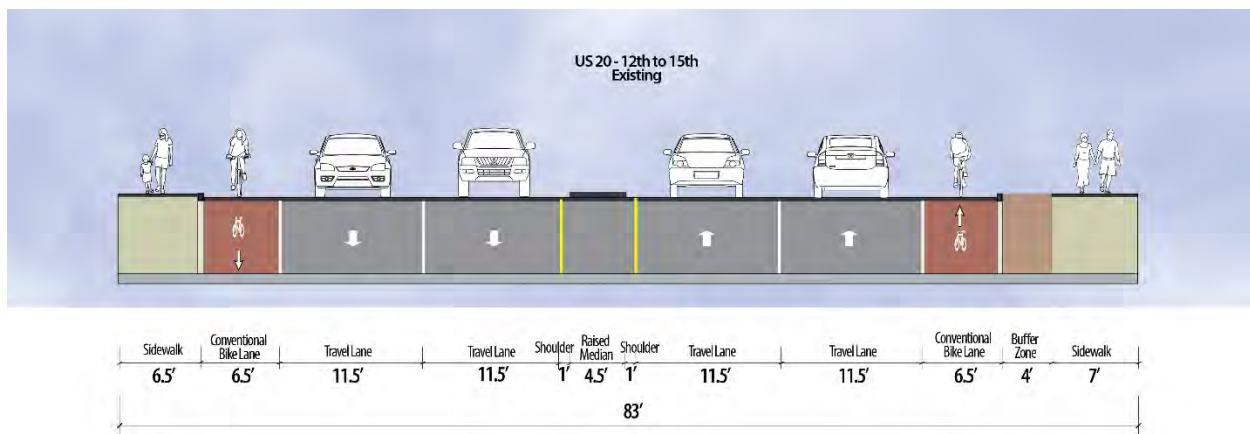 US 20 - 12th to 15th
Existing
Sidewalk
6.5'
Conventional
Bike Lane
6.5'
Travel Lane
11.5'
Travel Lane
11.5'
Shoulder
1'
Raised
Median
4.5'
Shoulder
1'
Travel Lane
11.5'
Travel Lane
11.5'
Conventional
Bike Lane
6.5'
Buffer
Zone
4'
Sidewalk
7'
83'